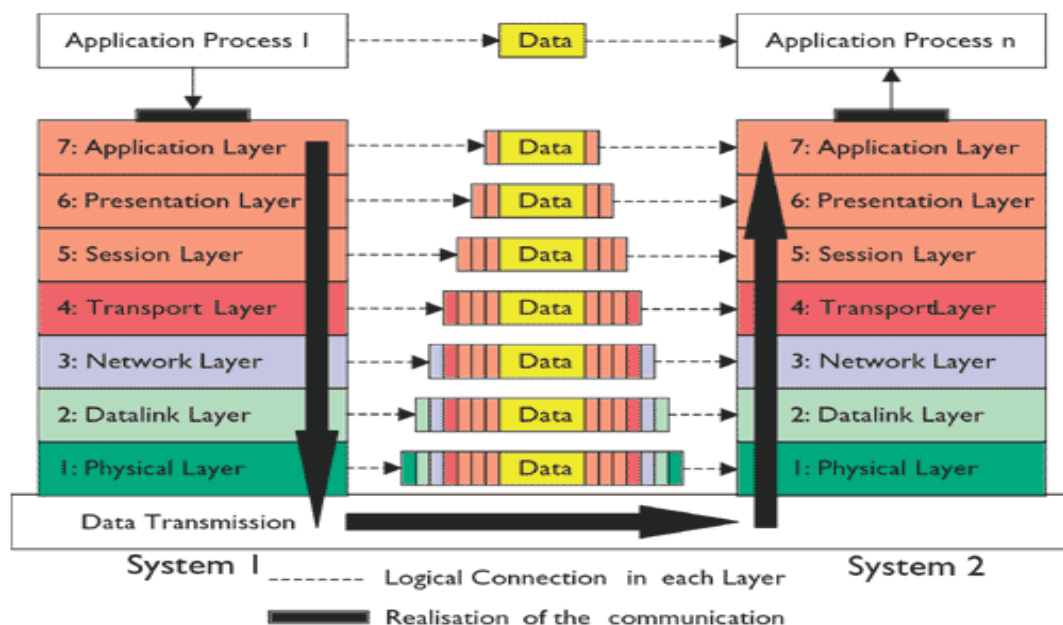 Application Process 1
Data
Application Process n
7: Application Layer
Data
7: Application Layer
6: Presentation Layer
Data
6: Presentation Layer
5: Session Layer
Data
5: Session Layer
4: Transport Layer
Data
4: TransportLayer
3: Network Layer
Data
3: Network Layer
2: Datalink Layer
Data
2: Datalink Layer
1: Physical Layer
Data
1: Physical Layer
Data Transmission
System 1
System 2
Logical Connection in each Layer
Realisation of the communication